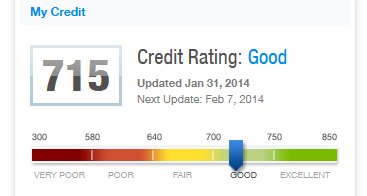 My Credit
715
Credit Rating: Good
Updated Jan 31, 2014
Next Update: Feb 7, 2014
300 580 640 700 750 850
VERY POOR POOR FAIR GOOD EXCELLENT